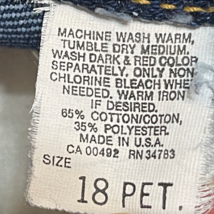 MACHINE WASH WARM,
TUMBLE DRY MEDIUM.
WASH DARK & RED COLOR
SEPARATELY. ONLY NON
CHLORINE BLEACH WHEN
NEEDED. WARM IRON
IF DESIRED.
65% COTTON/COTON,
35% POLYESTER.
MADE IN U.S.A.
CA 00492 RN 34783
SIZE
18 PET.